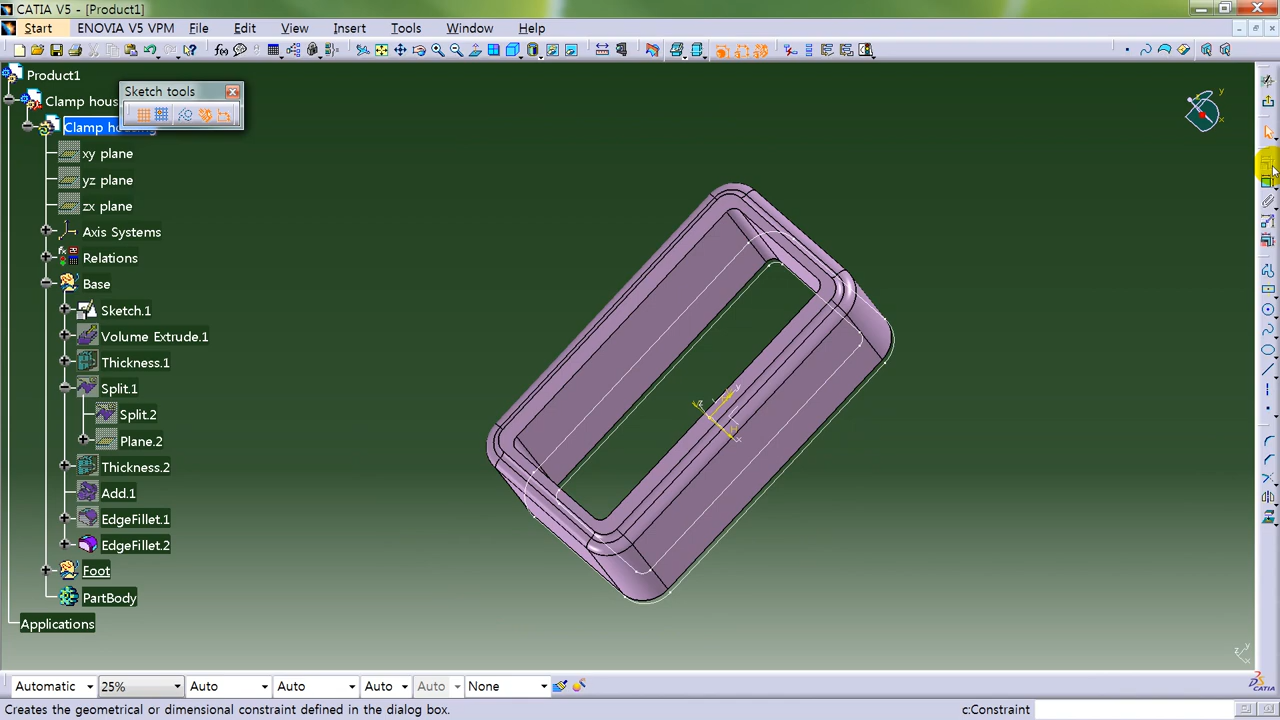 CATIA V5 - [Product1]
Start ENOVIA V5 VPM File Edit View Insert Tools Window Help
f(x)
Product1
Clamp hous
Sketch tools
Clamp housing
xy plane
yz plane
zx plane
Axis Systems
Relations
Base
Sketch.1
Volume Extrude.1
Thickness.1
Split.1
Split.2
Plane.2
Thickness.2
Add.1
EdgeFillet.1
EdgeFillet.2
Foot
PartBody
Applications
y
x
z
y
x
z y
x
Automatic 25% Auto Auto Auto Auto None
Creates the geometrical or dimensional constraint defined in the dialog box. c:Constraint
CATIA